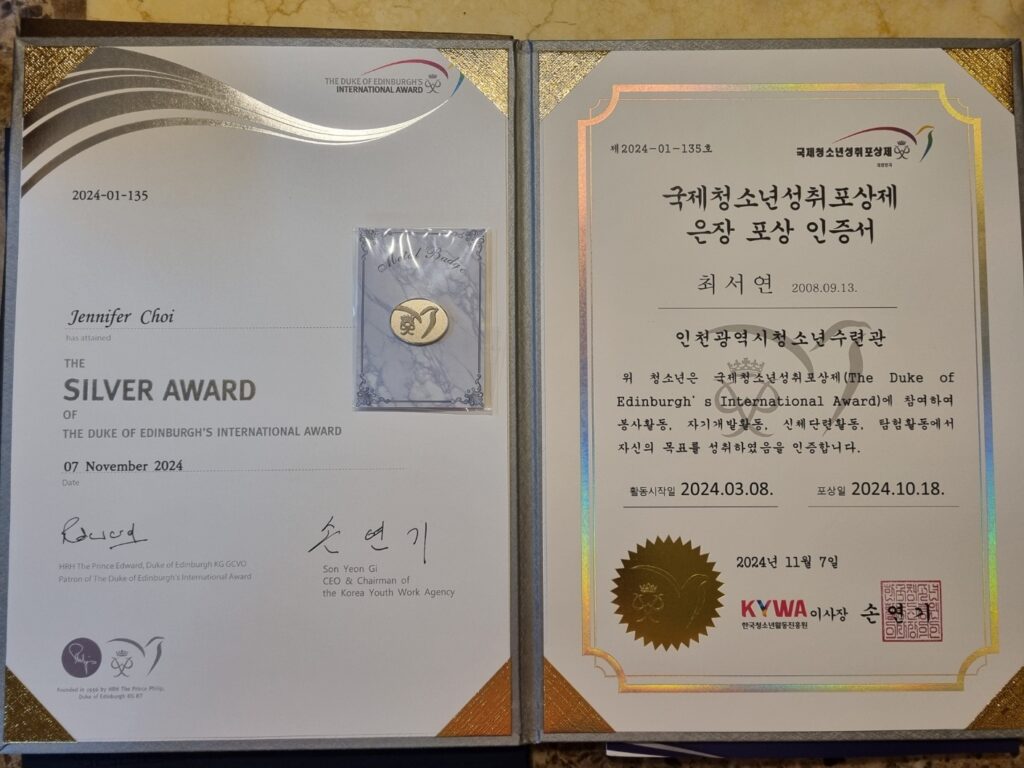 THE DUKE OF EDINBURGH'S
INTERNATIONAL AWARD
2024-01-135
Metal Badge
Jennifer Choi
has attained
THE
SILVER AWARD
OF
THE DUKE OF EDINBURGH'S INTERNATIONAL AWARD
07 November 2024
Date
Edward
손 연 기
HRH The Prince Edward, Duke of Edinburgh KG GCVO
Patron of The Duke of Edinburgh's International Award
Son Yeon Gi
CEO & Chairman of
the Korea Youth Work Agency
Founded in 1956 by HRH The Prince Philip,
Duke of Edinburgh KG KT
제2024-01-135호
국제청소년성취포상제
국제청소년성취포상제
은장 포상 인증서
최서연 2008.09.13.
인천광역시청소년수련관
위 청소년은 국제청소년성취포상제(The Duke of
Edinburgh's International Award)에 참여하여
봉사활동, 자기개발활동, 신체단련활동, 탐험활동에서
자신의 목표를 성취하였음을 인증합니다.
활동시작일 2024.03.08. 포상일 2024.10.18.
2024년 11월 7일
KYWA 이사장 손 연 기
한국청소년활동진흥원